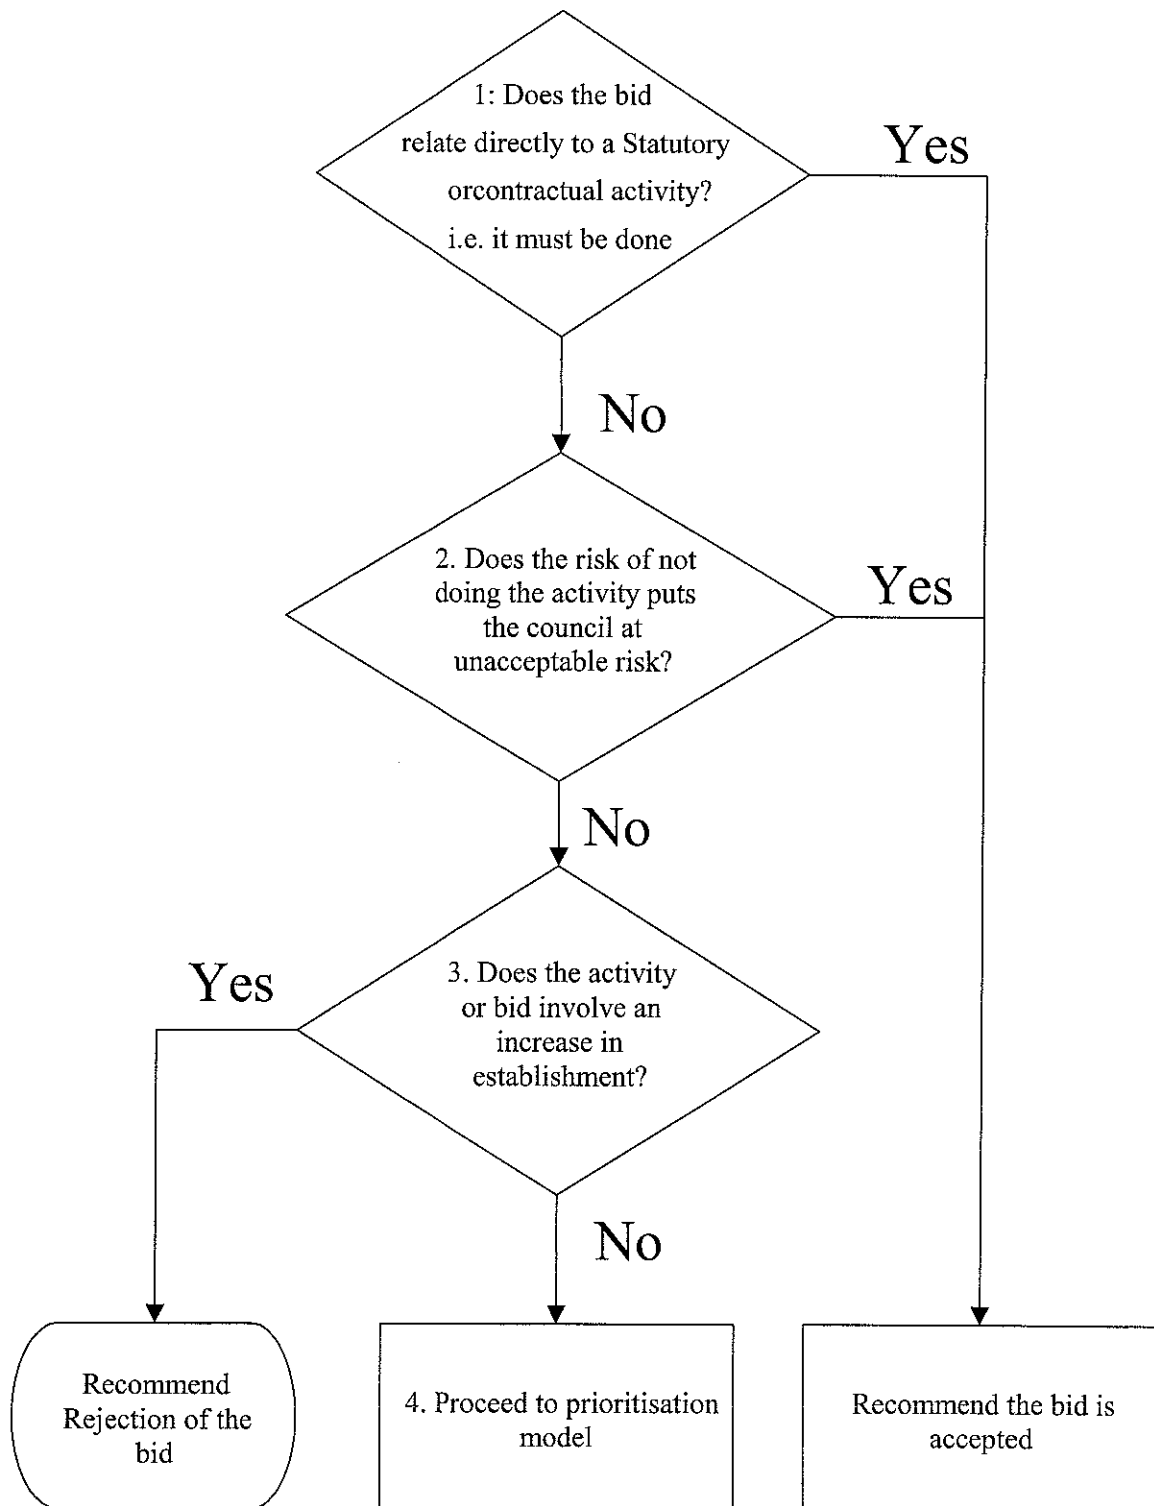 1: Does the bid
relate directly to a Statutory
orcontractual activity?
i.e. it must be done
Yes
No
2. Does the risk of not
doing the activity puts
the council at
unacceptable risk?
Yes
No
3. Does the activity
or bid involve an
increase in
establishment?
Yes
No
Recommend
Rejection of the
bid
4. Proceed to prioritisation
model
Recommend the bid is
accepted